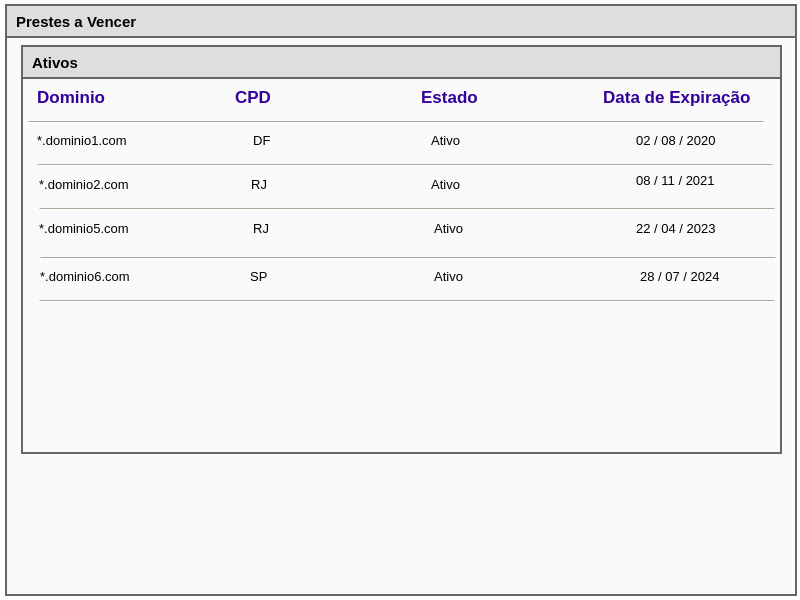 Prestes a Vencer
Ativos
Dominio CPD Estado Data de Expiração
*.dominio1.com DF Ativo 02 / 08 / 2020
*.dominio2.com RJ Ativo 08 / 11 / 2021
*.dominio5.com RJ Ativo 22 / 04 / 2023
*.dominio6.com SP Ativo 28 / 07 / 2024